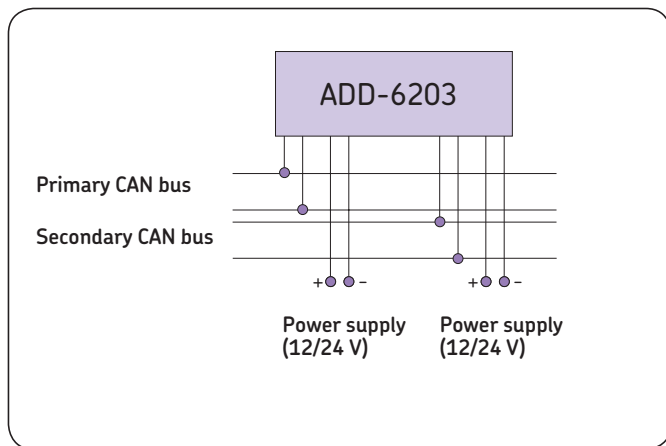 ADD-6203
Primary CAN bus
Secondary CAN bus
+ – + –
Power supply Power supply
(12/24 V) (12/24 V)